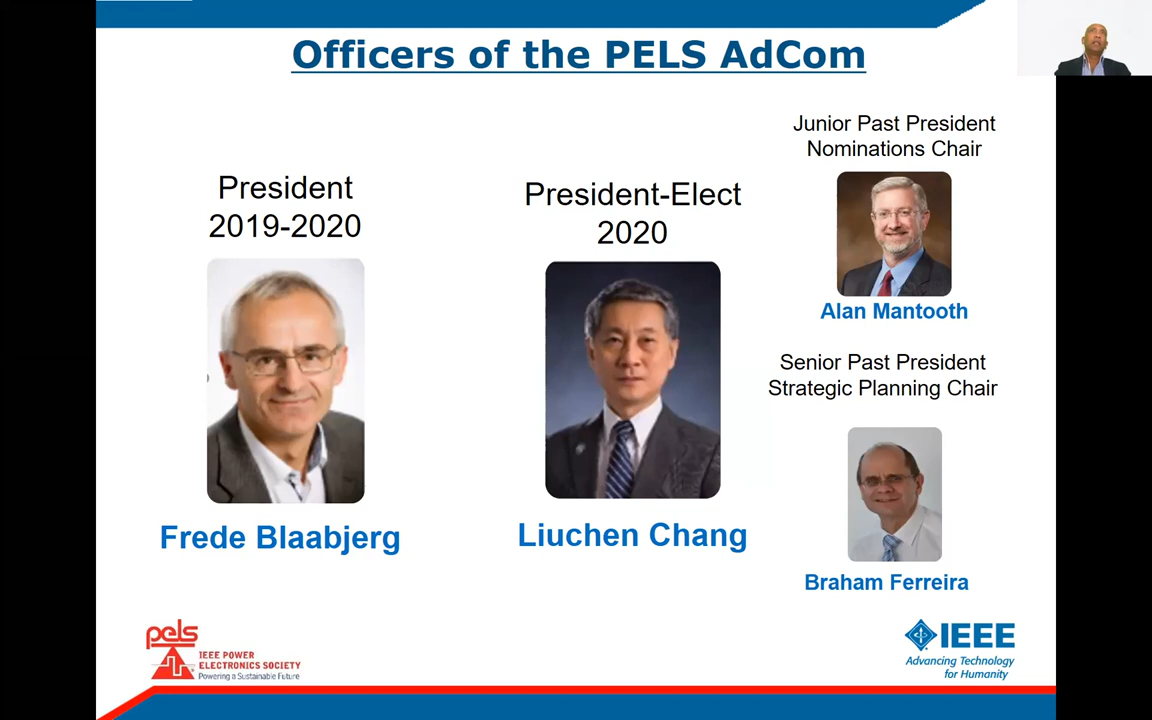 Officers of the PELS AdCom
President
2019-2020
Frede Blaabjerg
President-Elect
2020
Liuchen Chang
Junior Past President
Nominations Chair
Alan Mantooth
Senior Past President
Strategic Planning Chair
Braham Ferreira
pels
IEEE POWER
ELECTRONICS SOCIETY
Powering a Sustainable Future
IEEE
Advancing Technology
for Humanity